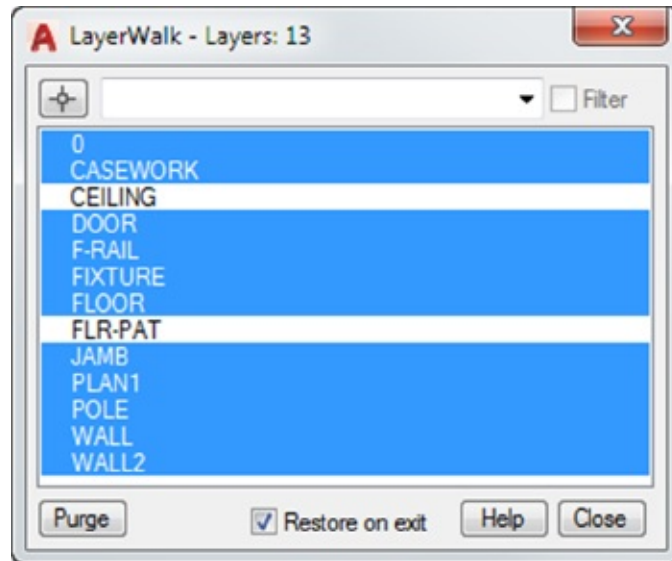 LayerWalk - Layers: 13
Filter
0
CASEWORK
CEILING
DOOR
F-RAIL
FIXTURE
FLOOR
FLR-PAT
JAMB
PLAN1
POLE
WALL
WALL2
Purge Restore on exit Help Close